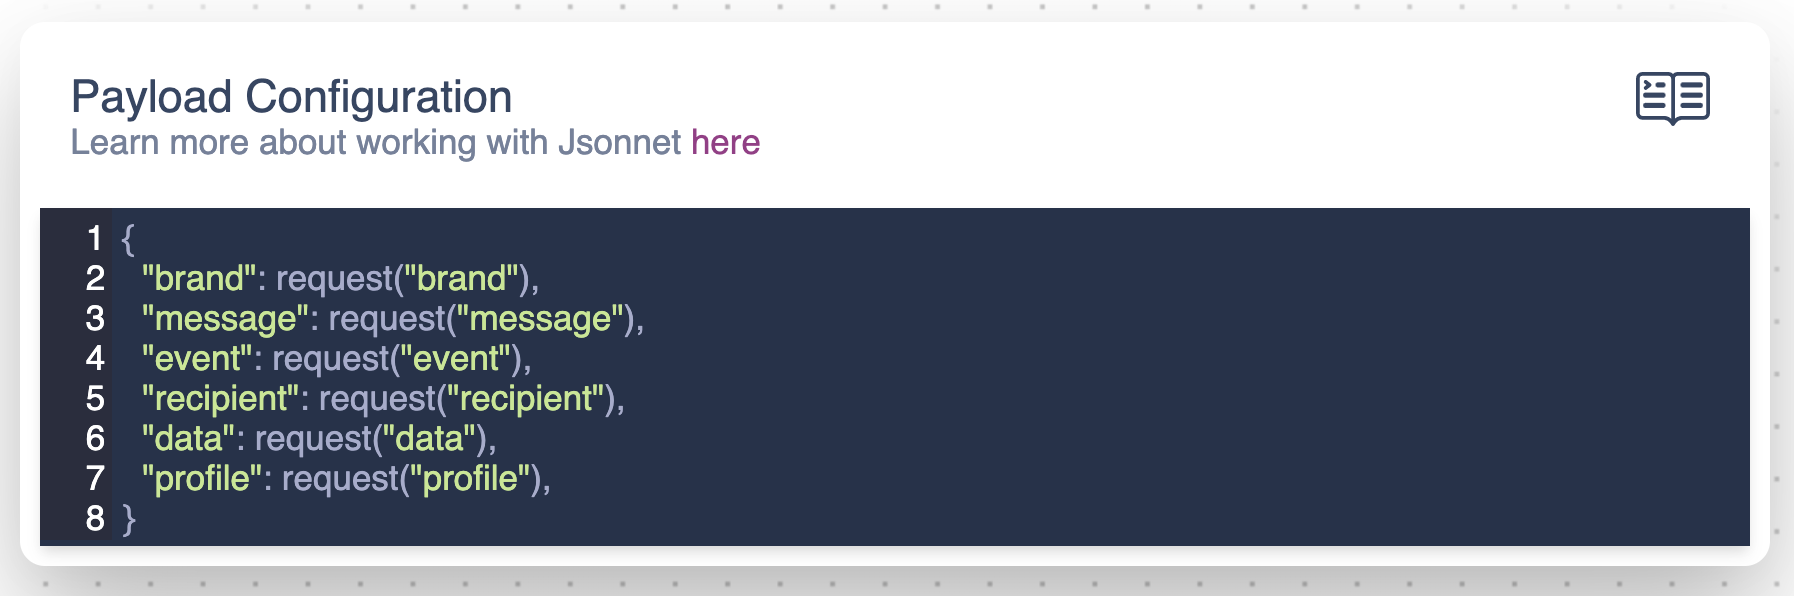 Payload Configuration
Learn more about working with Jsonnet here
1 {
2 "brand": request("brand"),
3 "message": request("message"),
4 "event": request("event"),
5 "recipient": request("recipient"),
6 "data": request("data"),
7 "profile": request("profile"),
8 }